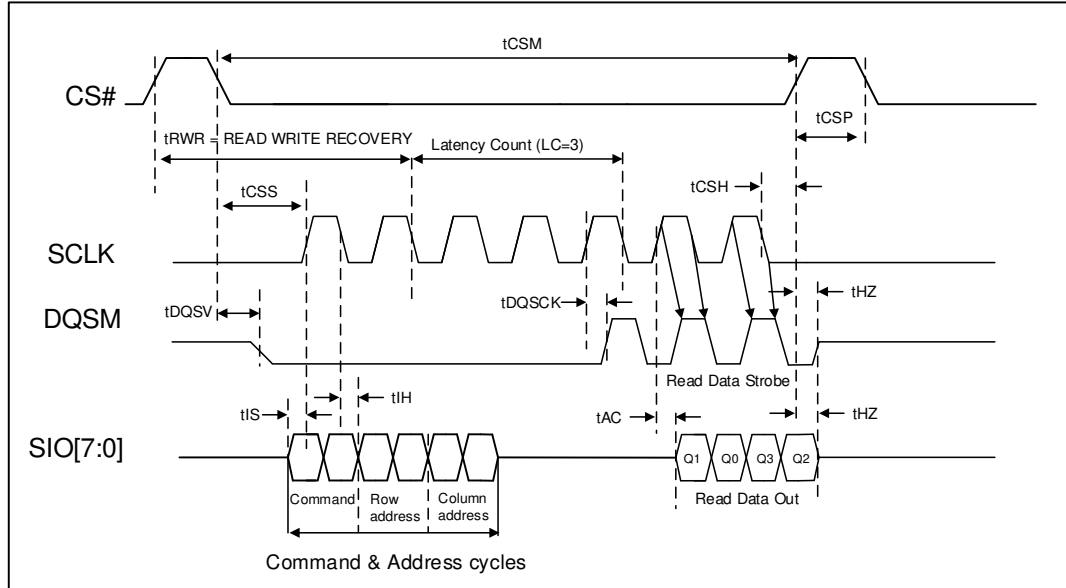 tCSM
CS#
tCSP
tRWR = READ WRITE RECOVERY
Latency Count (LC=3)
tCSS
tCSH
SCLK
tHZ
tDQSV
tDQSCK
DQSM
Read Data Strobe
tIS
tIH
tAC
tHZ
SIO[7:0]
Q1 Q0 Q3 Q2
Command
Row
address
Column
address
Read Data Out
Command & Address cycles